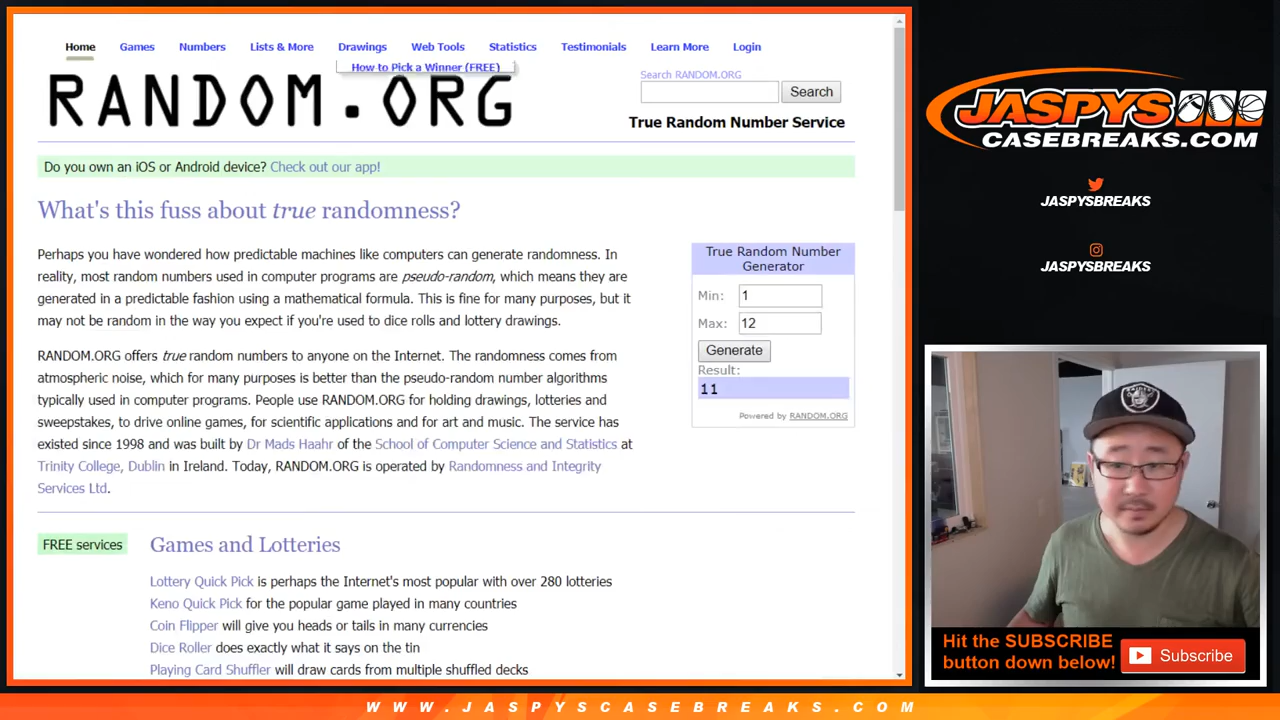 Home Games Numbers Lists & More Drawings Web Tools Statistics Testimonials Learn More Login
How to Pick a Winner (FREE)
RANDOM.ORG
Search RANDOM.ORG
Search
True Random Number Service
Do you own an iOS or Android device? Check out our app!
What's this fuss about true randomness?
Perhaps you have wondered how predictable machines like computers can generate randomness. In
reality, most random numbers used in computer programs are pseudo-random, which means they are
generated in a predictable fashion using a mathematical formula. This is fine for many purposes, but it
may not be random in the way you expect if you're used to dice rolls and lottery drawings.
RANDOM.ORG offers true random numbers to anyone on the Internet. The randomness comes from
atmospheric noise, which for many purposes is better than the pseudo-random number algorithms
typically used in computer programs. People use RANDOM.ORG for holding drawings, lotteries and
sweepstakes, to drive online games, for scientific applications and for art and music. The service has
existed since 1998 and was built by Dr Mads Haahr of the School of Computer Science and Statistics at
Trinity College, Dublin in Ireland. Today, RANDOM.ORG is operated by Randomness and Integrity
Services Ltd.
True Random Number
Generator
Min: 1
Max: 12
Generate
Result:
11
Powered by RANDOM.ORG
FREE services
Games and Lotteries
Lottery Quick Pick is perhaps the Internet's most popular with over 280 lotteries
Keno Quick Pick for the popular game played in many countries
Coin Flipper will give you heads or tails in many currencies
Dice Roller does exactly what it says on the tin
Playing Card Shuffler will draw cards from multiple shuffled decks
JASPYS
CASEBREAKS.COM
JASPYSBREAKS
JASPYSBREAKS
Hit the SUBSCRIBE
button down below!
Subscribe
WWW.JASPYSCASEBREAKS.COM